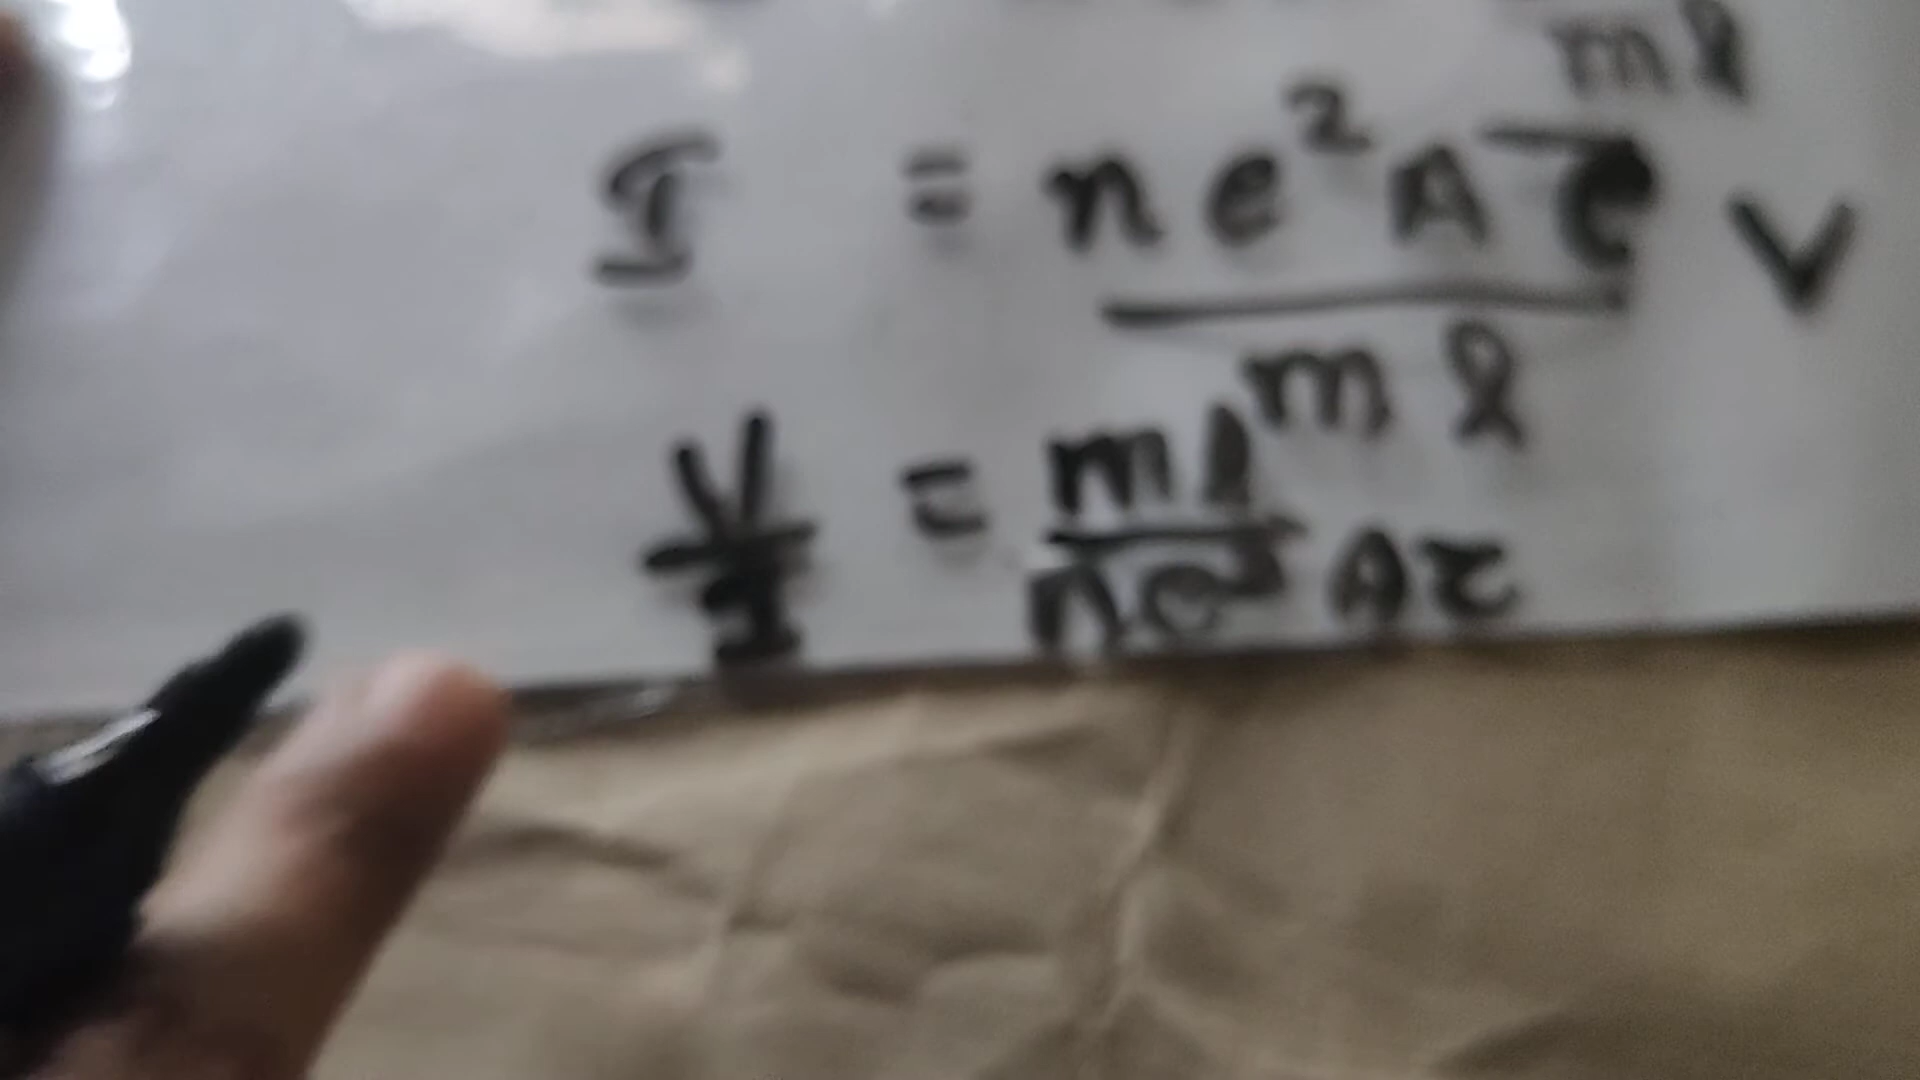 ml
I = ne²Aτ/ml V
V/I = ml/ne²Aτ